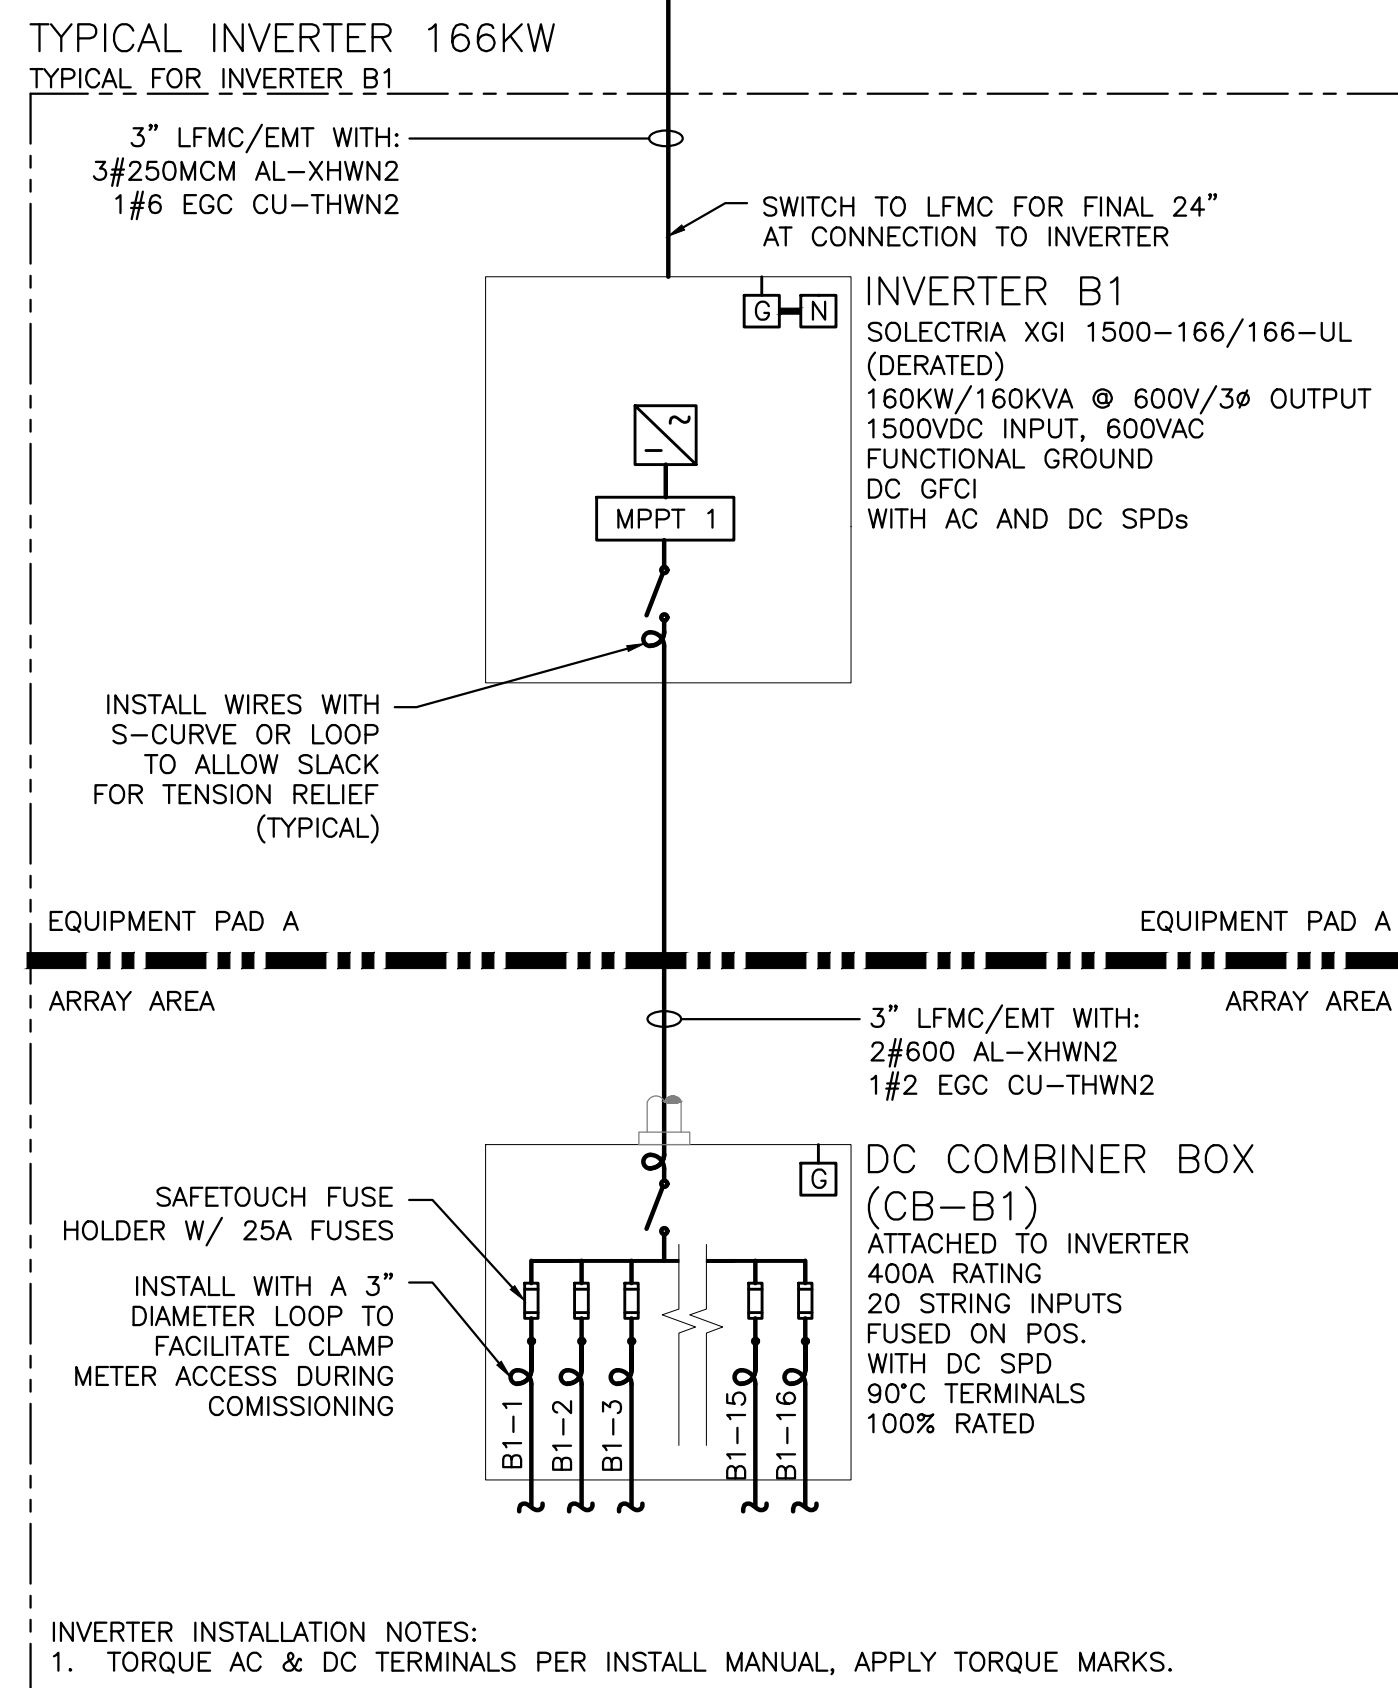 TYPICAL INVERTER 166KW
TYPICAL FOR INVERTER B1
3" LFMC/EMT WITH:
3#250MCM AL-XHWN2
1#6 EGC CU-THWN2
SWITCH TO LFMC FOR FINAL 24"
AT CONNECTION TO INVERTER
G N
INVERTER B1
SOLECTRIA XGI 1500-166/166-UL
(DERATED)
160KW/160KVA @ 600V/3ø OUTPUT
1500VDC INPUT, 600VAC
FUNCTIONAL GROUND
DC GFCI
WITH AC AND DC SPDs
MPPT 1
INSTALL WIRES WITH
S-CURVE OR LOOP
TO ALLOW SLACK
FOR TENSION RELIEF
(TYPICAL)
EQUIPMENT PAD A
EQUIPMENT PAD A
ARRAY AREA
ARRAY AREA
3" LFMC/EMT WITH:
2#600 AL-XHWN2
1#2 EGC CU-THWN2
G
DC COMBINER BOX
(CB-B1)
ATTACHED TO INVERTER
400A RATING
20 STRING INPUTS
FUSED ON POS.
WITH DC SPD
90°C TERMINALS
100% RATED
SAFETOUCH FUSE
HOLDER W/ 25A FUSES
INSTALL WITH A 3"
DIAMETER LOOP TO
FACILITATE CLAMP
METER ACCESS DURING
COMISSIONING
B1-1
B1-2
B1-3
B1-15
B1-16
INVERTER INSTALLATION NOTES:
1. TORQUE AC & DC TERMINALS PER INSTALL MANUAL, APPLY TORQUE MARKS.